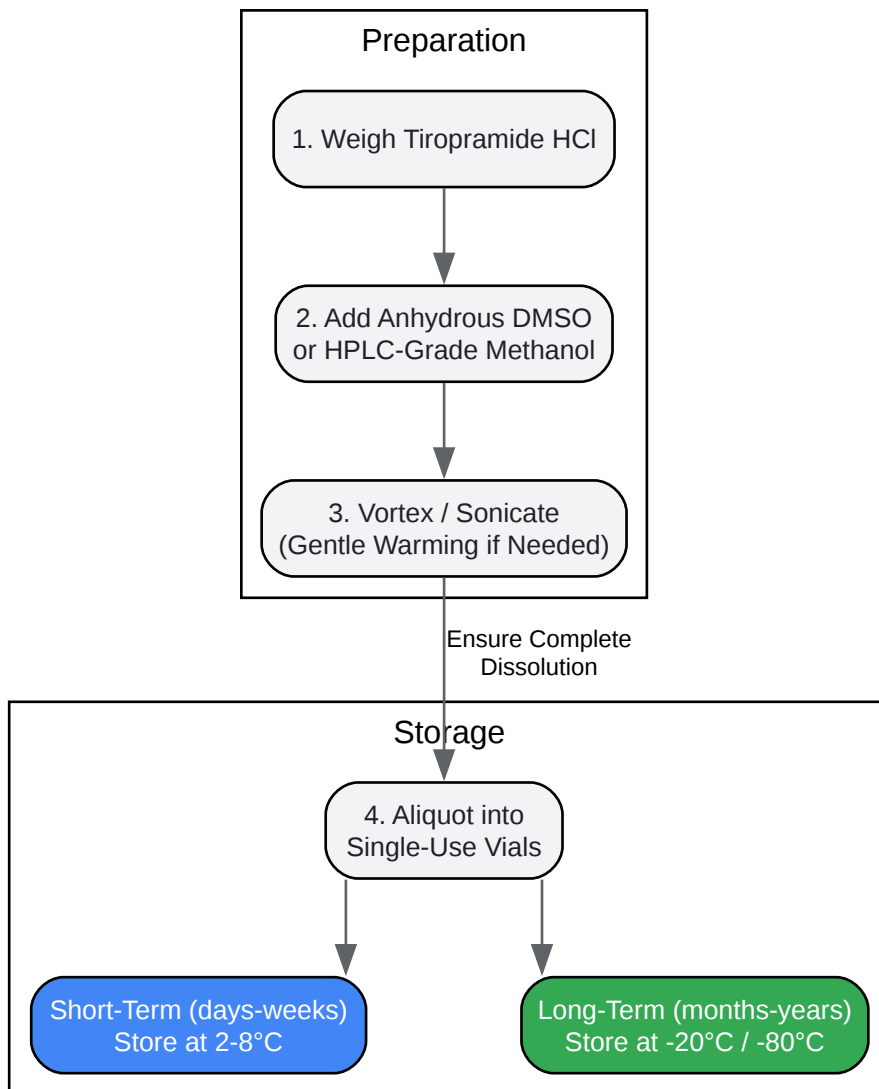 Preparation
1. Weigh Tiropramide HCl
2. Add Anhydrous DMSO
or HPLC-Grade Methanol
3. Vortex / Sonicate
(Gentle Warming if Needed)
Ensure Complete
Dissolution
Storage
4. Aliquot into
Single-Use Vials
Short-Term (days-weeks)
Store at 2-8°C
Long-Term (months-years)
Store at -20°C / -80°C